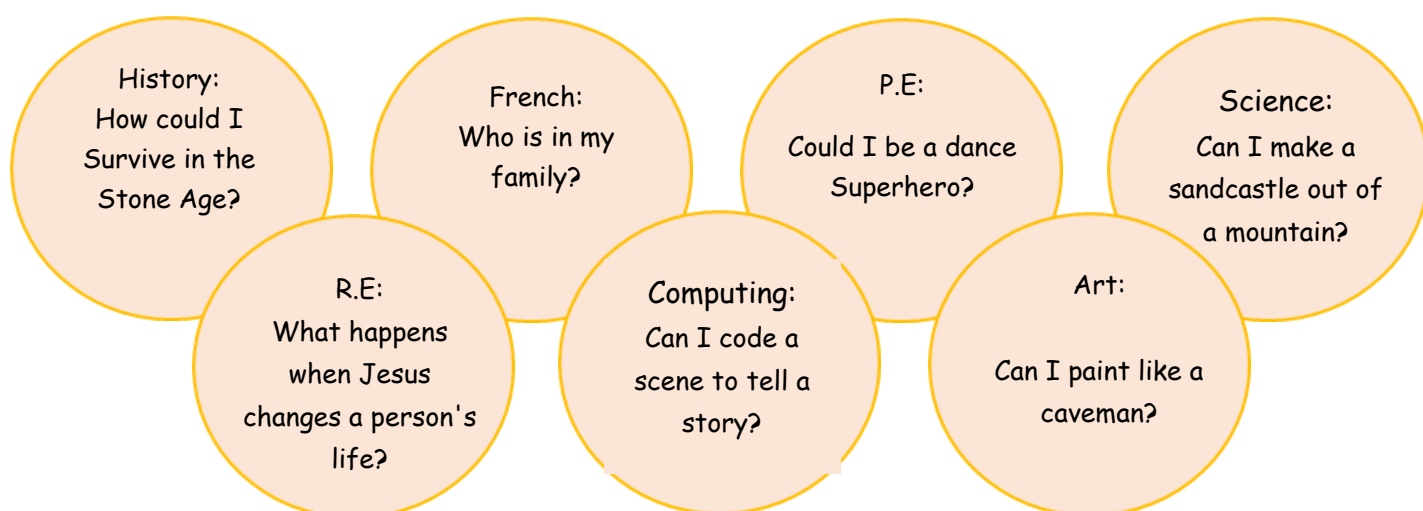 History:
How could I
Survive in the
Stone Age?
French:
Who is in my
family?
P.E:
Could I be a dance
Superhero?
Science:
Can I make a
sandcastle out of
a mountain?
R.E:
What happens
when Jesus
changes a person's
life?
Computing:
Can I code a
scene to tell a
story?
Art:
Can I paint like a
caveman?